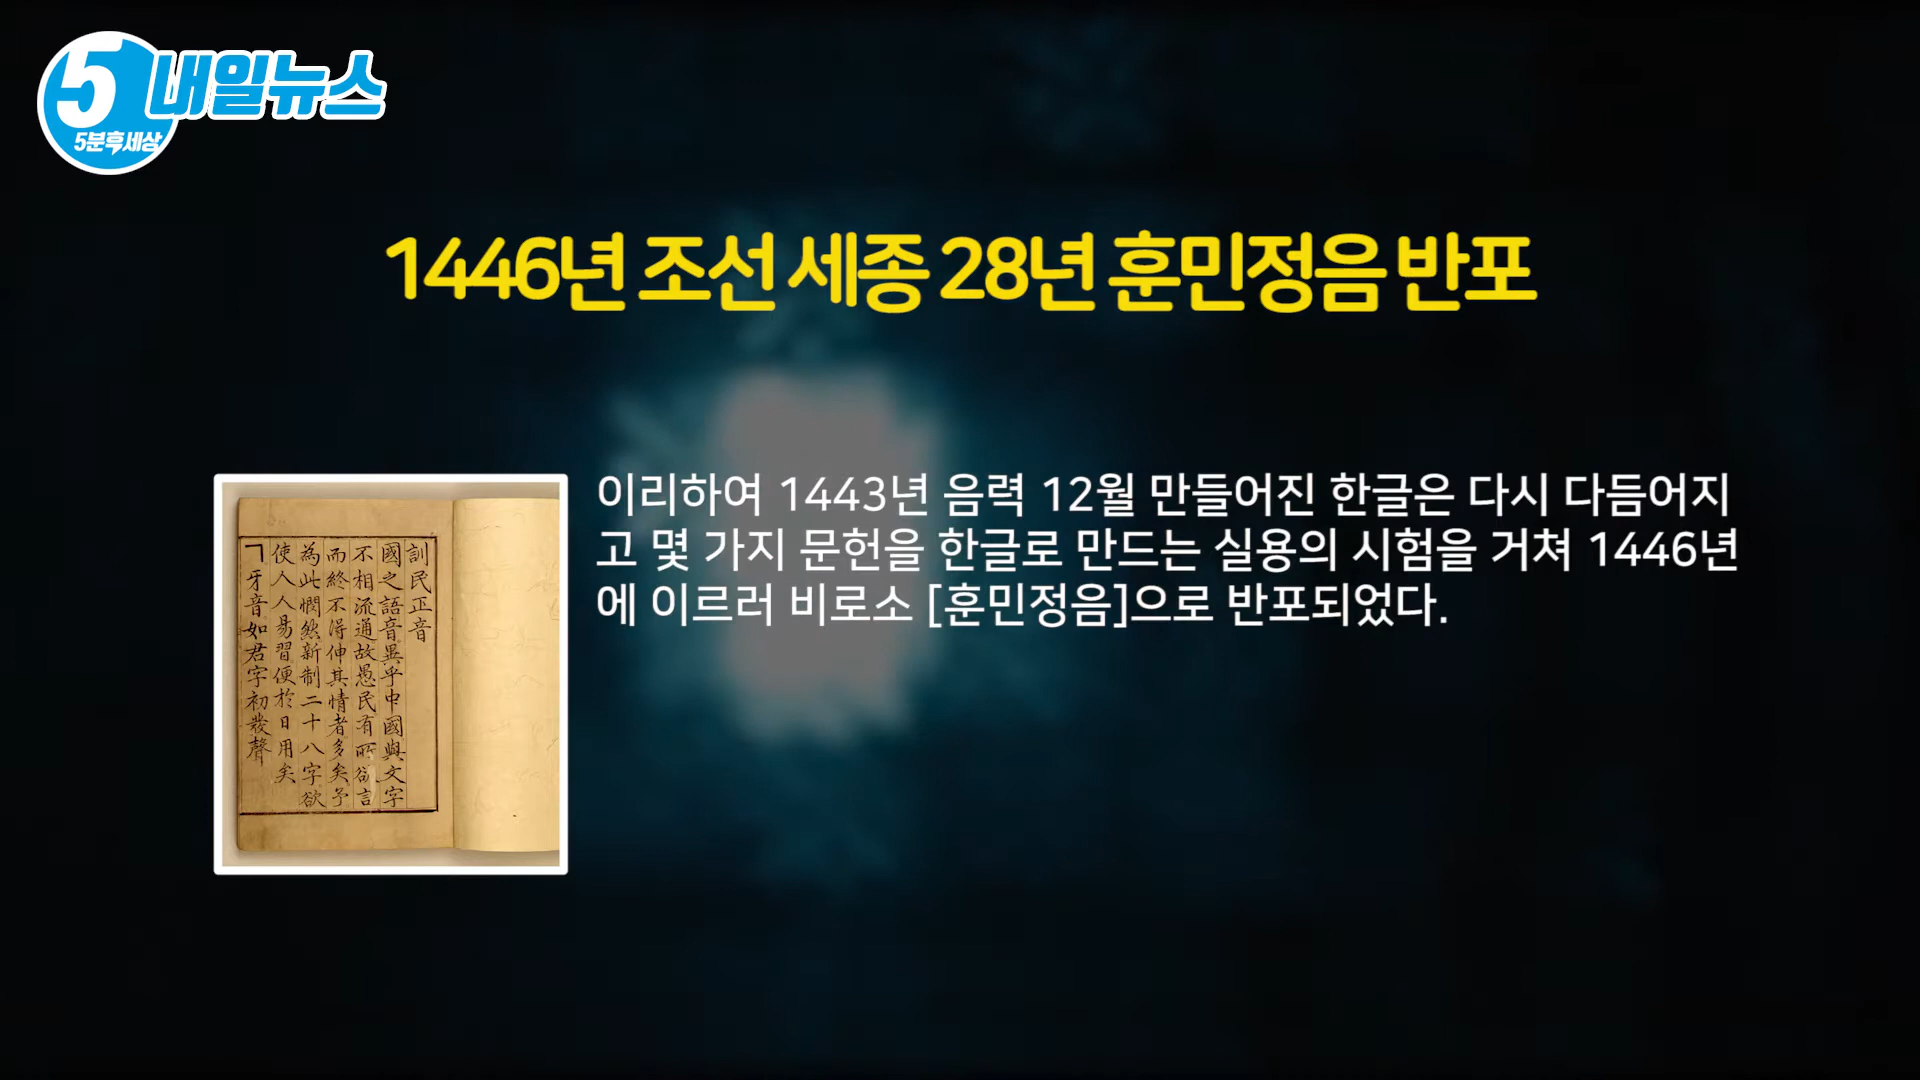 5 내일뉴스
5분후세상
1446년 조선 세종 28년 훈민정음 반포
이리하여 1443년 음력 12월 만들어진 한글은 다시 다듬어지
고 몇 가지 문헌을 한글로 만드는 실용의 시험을 거쳐 1446년
에 이르러 비로소 [훈민정음]으로 반포되었다.
訓民正音
國之語音異乎中國與文字
不相流通故愚民有所欲言
而終不得伸其情者多矣予
為此憫然新制二十八字欲
使人人易習便於日用矣
ㄱ牙音如君字初發聲